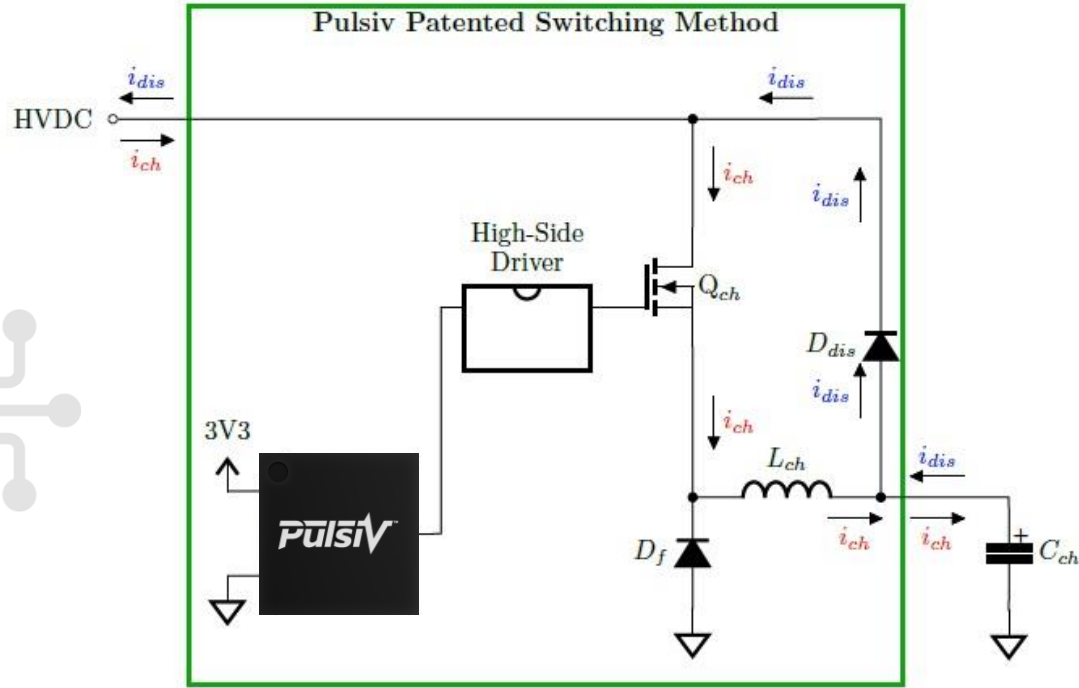 Pulsiv Patented Switching Method
i_dis
i_dis
HVDC
i_ch
i_ch
i_dis
High-Side
Driver
Q_ch
D_dis
i_dis
3V3
i_ch
L_ch
i_dis
PulsiV™
i_ch
i_ch
D_f
+
C_ch